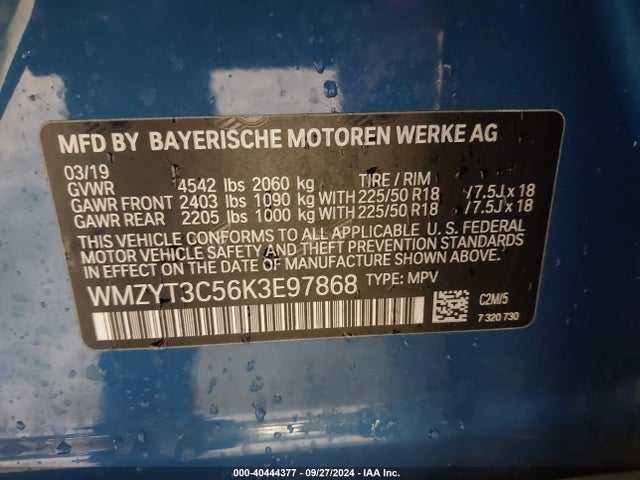 MFD BY BAYERISCHE MOTOREN WERKE AG
03/19
GVWR 4542 lbs 2060 kg TIRE / RIM
GAWR FRONT 2403 lbs 1090 kg WITH 225/50 R18 /7.5J x 18
GAWR REAR 2205 lbs 1000 kg WITH 225/50 R18 /7.5J x 18
THIS VEHICLE CONFORMS TO ALL APPLICABLE U. S. FEDERAL
MOTOR VEHICLE SAFETY AND THEFT PREVENTION STANDARDS
IN EFFECT ON THE DATE OF MANUFACTURE SHOWN ABOVE.
WMZYT3C56K3E97868 TYPE: MPV
C2M/5
7 320 730
000-40444377 - 09/27/2024 - IAA Inc.